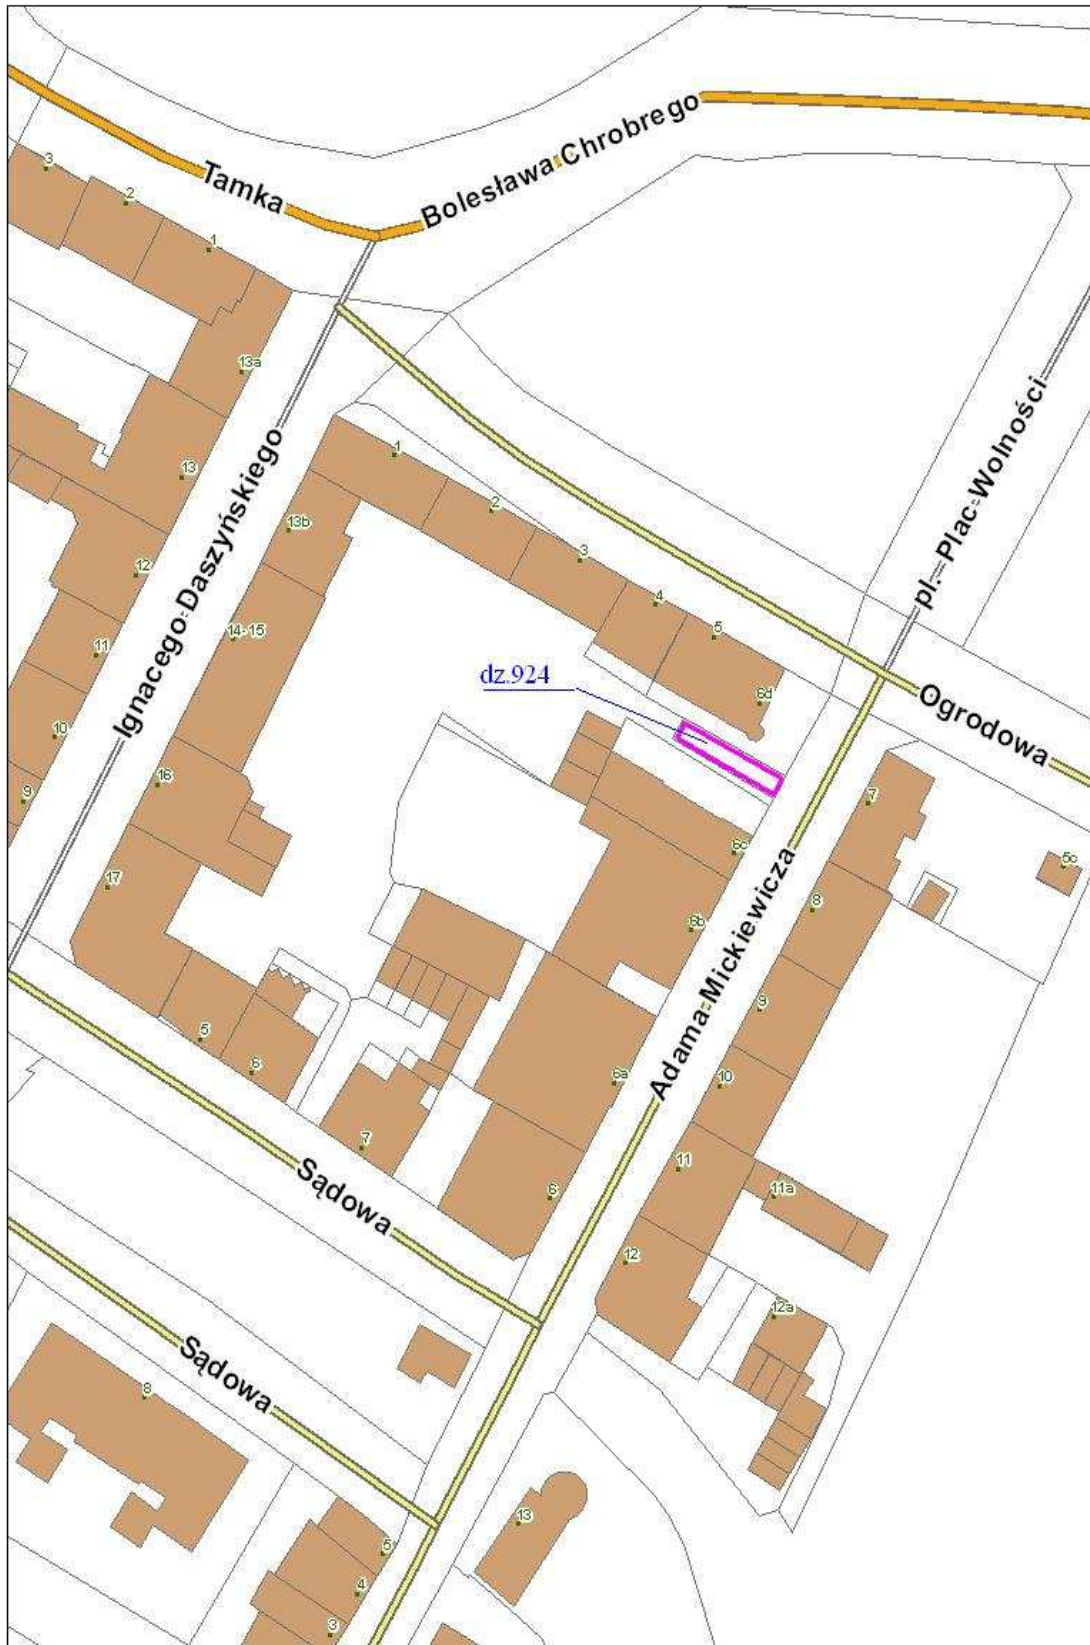 3
2
1
Tamka
Bolesława Chrobrego
13a
13
12
11
10
9
Ignacego Daszyńskiego
1
2
3
4
5
6d
13b
14-15
16
17
pl. Plac Wolności
dz.924
Ogrodowa
7
5c
6c
8
6b
Adama Mickiewicza
9
5
6
6a
10
7
11
11a
6
Sądowa
12
12a
Sądowa
8
13
5
4
3